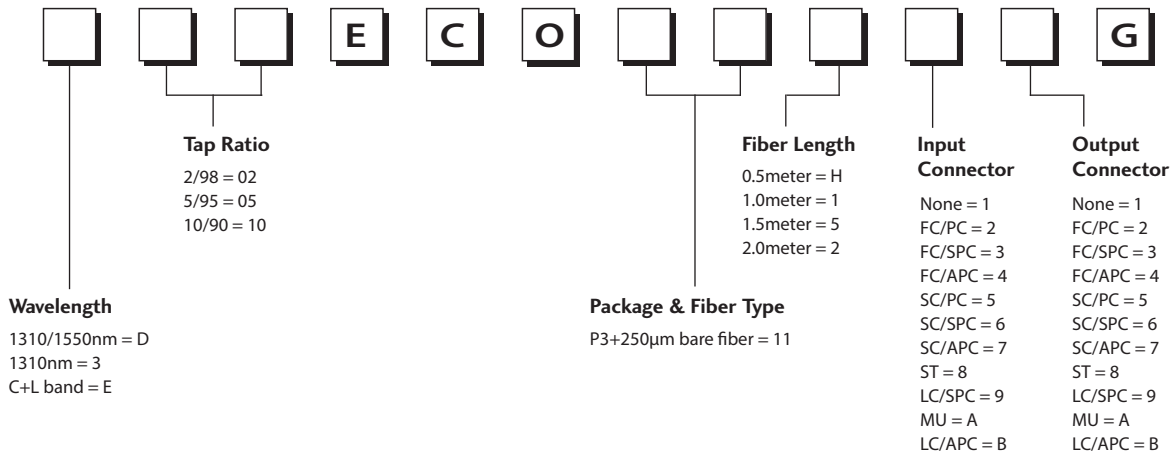 E C O G
Tap Ratio
2/98 = 02
5/95 = 05
10/90 = 10
Fiber Length
0.5meter = H
1.0meter = 1
1.5meter = 5
2.0meter = 2
Input
Connector
None = 1
FC/PC = 2
FC/SPC = 3
FC/APC = 4
SC/PC = 5
SC/SPC = 6
SC/APC = 7
ST = 8
LC/SPC = 9
MU = A
LC/APC = B
Output
Connector
None = 1
FC/PC = 2
FC/SPC = 3
FC/APC = 4
SC/PC = 5
SC/SPC = 6
SC/APC = 7
ST = 8
LC/SPC = 9
MU = A
LC/APC = B
Wavelength
1310/1550nm = D
1310nm = 3
C+L band = E
Package & Fiber Type
P3+250μm bare fiber = 11